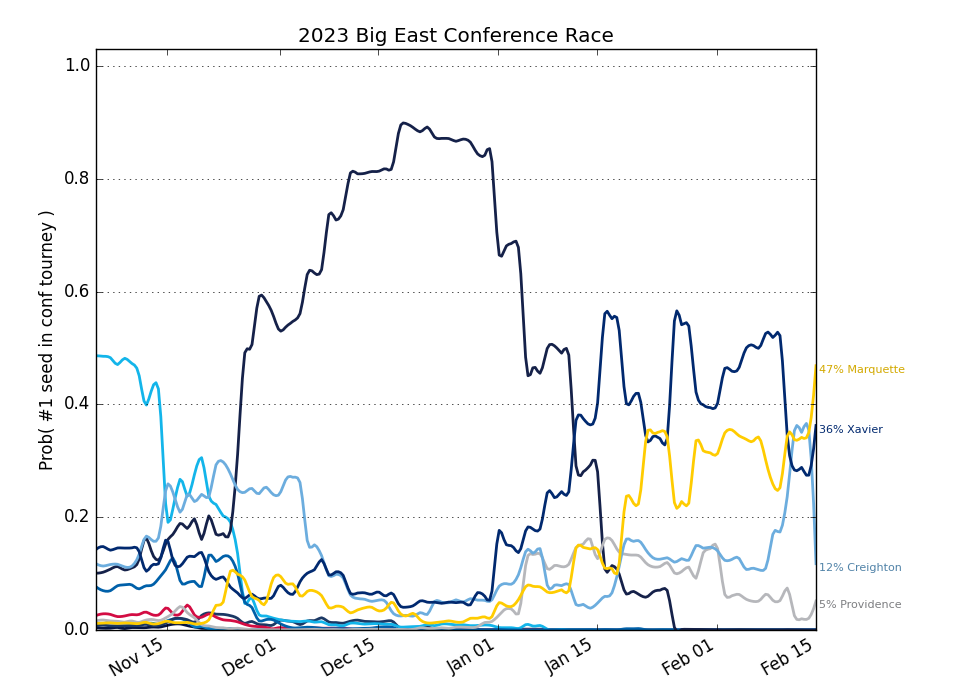 2023 Big East Conference Race
Prob( #1 seed in conf tourney )
1.0
0.8
0.6
0.4
0.2
0.0
47% Marquette
36% Xavier
12% Creighton
5% Providence
Nov 15
Dec 01
Dec 15
Jan 01
Jan 15
Feb 01
Feb 15